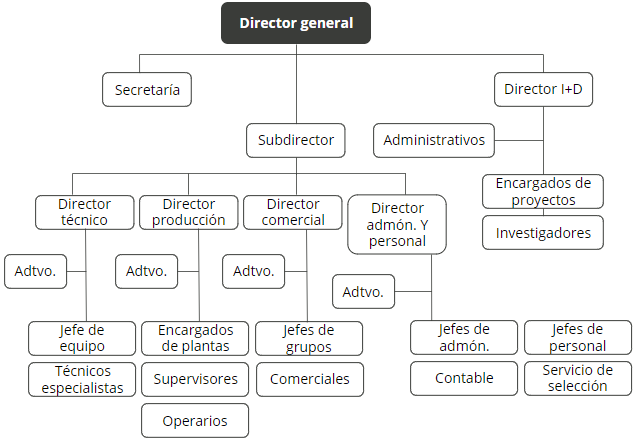 Director general
Secretaría
Director I+D
Subdirector
Administrativos
Encargados de
proyectos
Investigadores
Director
técnico
Director
producción
Director
comercial
Director
admón. Y
personal
Adtvo.
Adtvo.
Adtvo.
Adtvo.
Jefe de
equipo
Encargados
de plantas
Jefes de
grupos
Jefes de
admón.
Jefes de
personal
Técnicos
especialistas
Supervisores
Comerciales
Contable
Servicio de
selección
Operarios